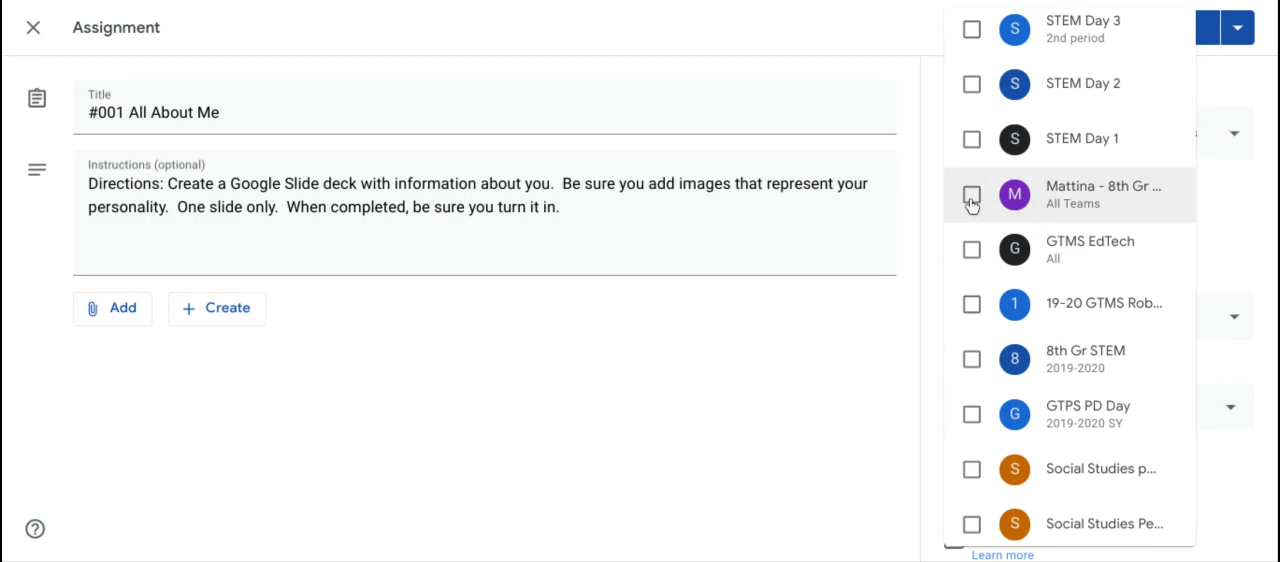 Assignment
Title
#001 All About Me
Instructions (optional)
Directions: Create a Google Slide deck with information about you.  Be sure you add images that represent your
personality.  One slide only.  When completed, be sure you turn it in.
Add
Create
S
STEM Day 3
2nd period
S
STEM Day 2
S
STEM Day 1
M
Mattina - 8th Gr ...
All Teams
G
GTMS EdTech
All
1
19-20 GTMS Rob...
8
8th Gr STEM
2019-2020
G
GTPS PD Day
2019-2020 SY
S
Social Studies p...
S
Social Studies Pe...
Learn more